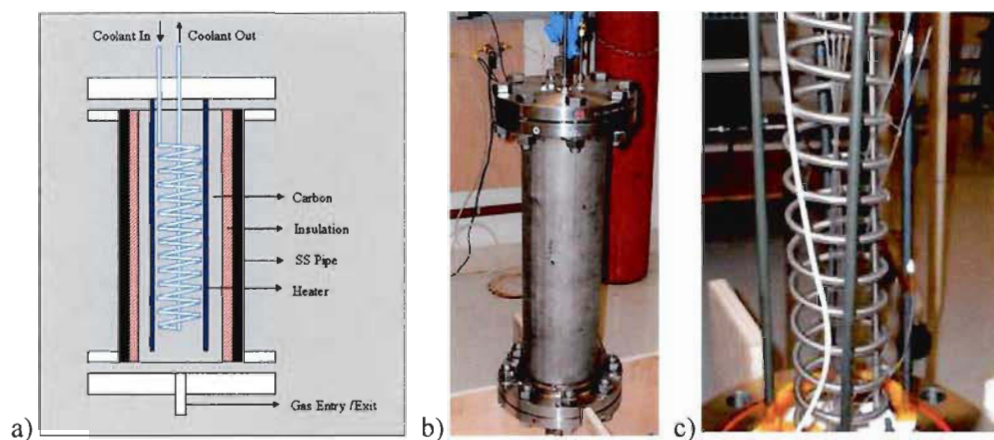 Coolant In Coolant Out
Carbon
Insulation
SS Pipe
Heater
Gas Entry /Exit
a) b) c)